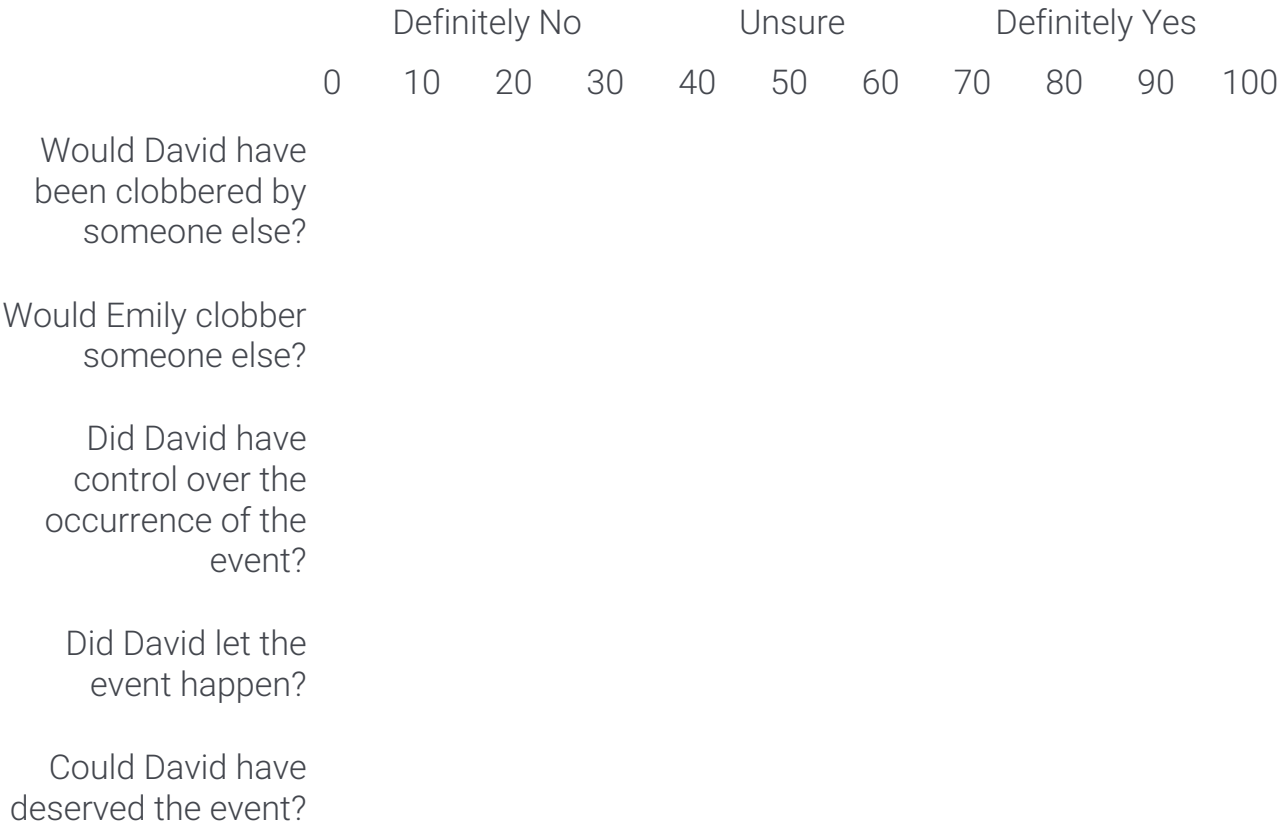 Definitely No Unsure Definitely Yes
0 10 20 30 40 50 60 70 80 90 100
Would David have
been clobbered by
someone else?
Would Emily clobber
someone else?
Did David have
control over the
occurrence of the
event?
Did David let the
event happen?
Could David have
deserved the event?